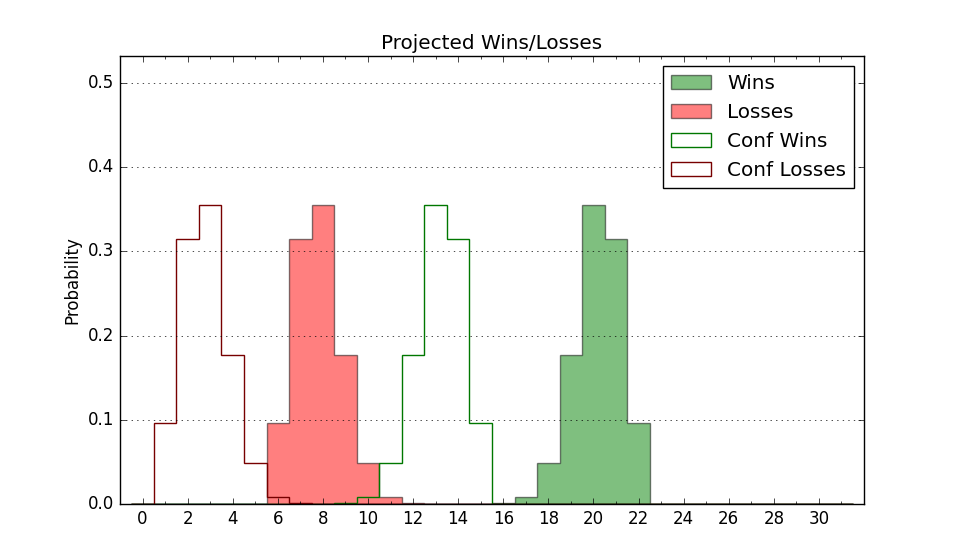 Projected Wins/Losses
Probability
0.5
0.4
0.3
0.2
0.1
0.0
Wins
Losses
Conf Wins
Conf Losses
0 2 4 6 8 10 12 14 16 18 20 22 24 26 28 30